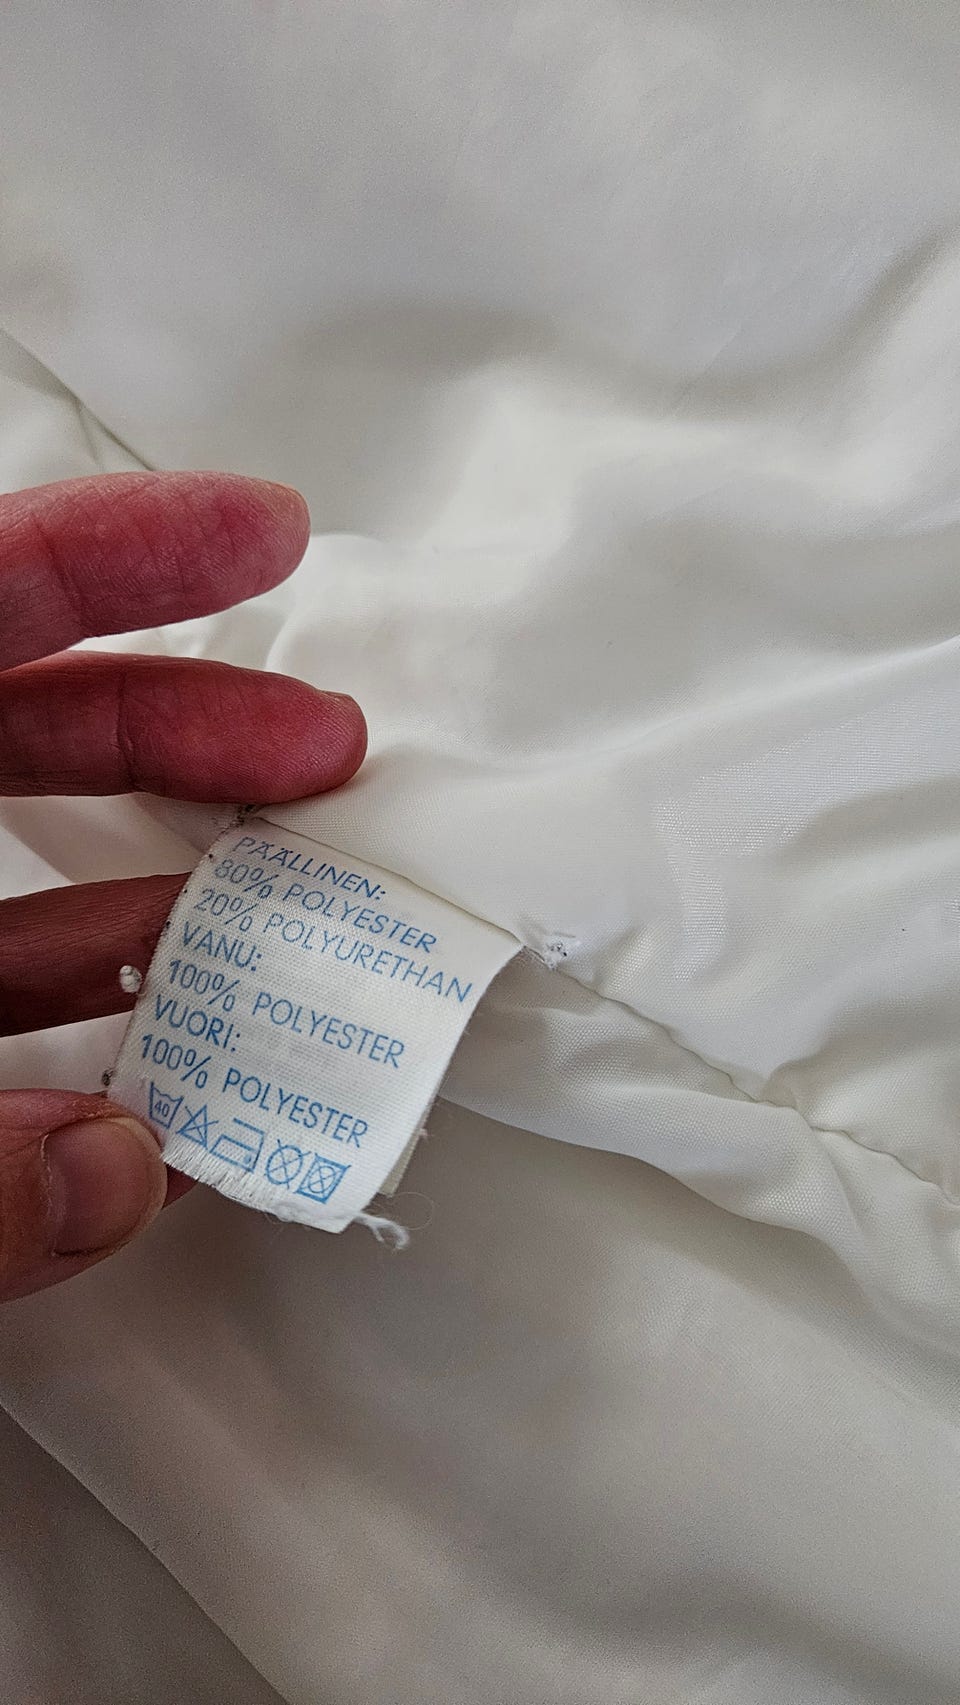 PÄÄLLINEN:
80% POLYESTER
20% POLYURETHAN
VANU:
100% POLYESTER
VUORI:
100% POLYESTER
40